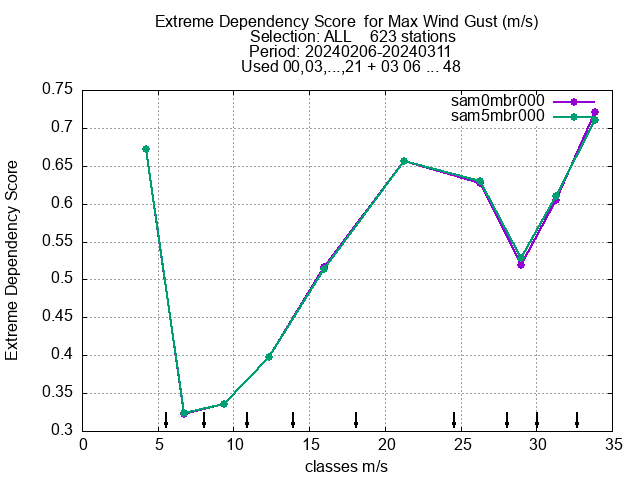 Extreme Dependency Score  for Max Wind Gust (m/s)
Selection: ALL    623 stations
Period: 20240206-20240311
Used 00,03,...,21 + 03 06 ... 48
sam0mbr000
sam5mbr000
0.75
0.7
0.65
0.6
0.55
0.5
0.45
0.4
0.35
0.3
Extreme Dependency Score
0 5 10 15 20 25 30 35
classes m/s